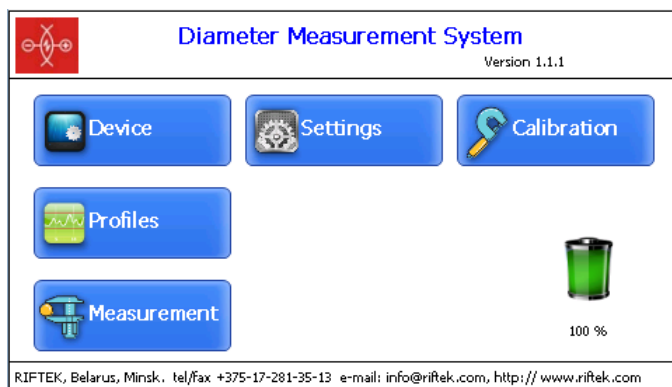 Diameter Measurement System
Version 1.1.1
Device
Settings
Calibration
Profiles
Measurement
100 %
RIFTEK, Belarus, Minsk. tel/fax +375-17-281-35-13 e-mail: info@riftek.com, http:// www.riftek.com